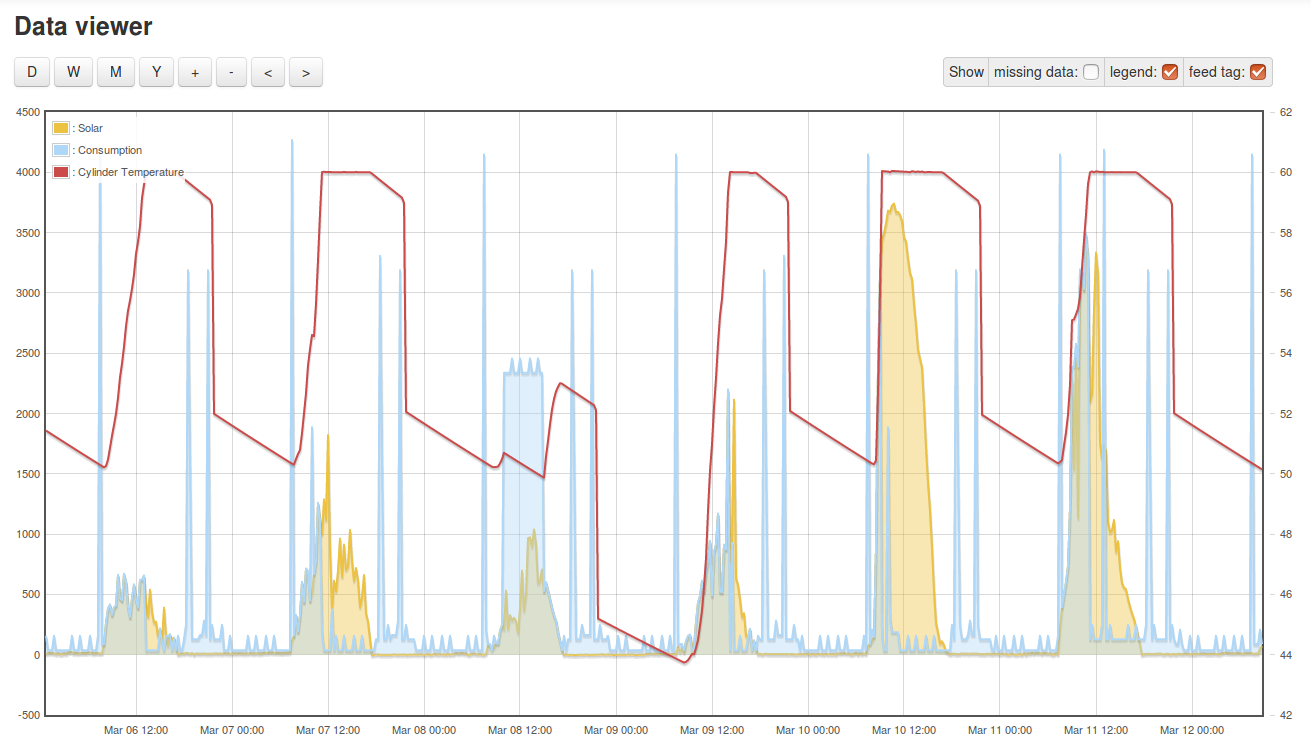 Data viewer
D W M Y + - < > Show missing data: legend: feed tag:
4500 62
: Solar
: Consumption
4000 : Cylinder Temperature 60
3500 58
3000 56
2500 54
2000 52
1500 50
1000 48
500 46
0 44
-500 42
Mar 06 12:00 Mar 07 00:00 Mar 07 12:00 Mar 08 00:00 Mar 08 12:00 Mar 09 00:00 Mar 09 12:00 Mar 10 00:00 Mar 10 12:00 Mar 11 00:00 Mar 11 12:00 Mar 12 00:00